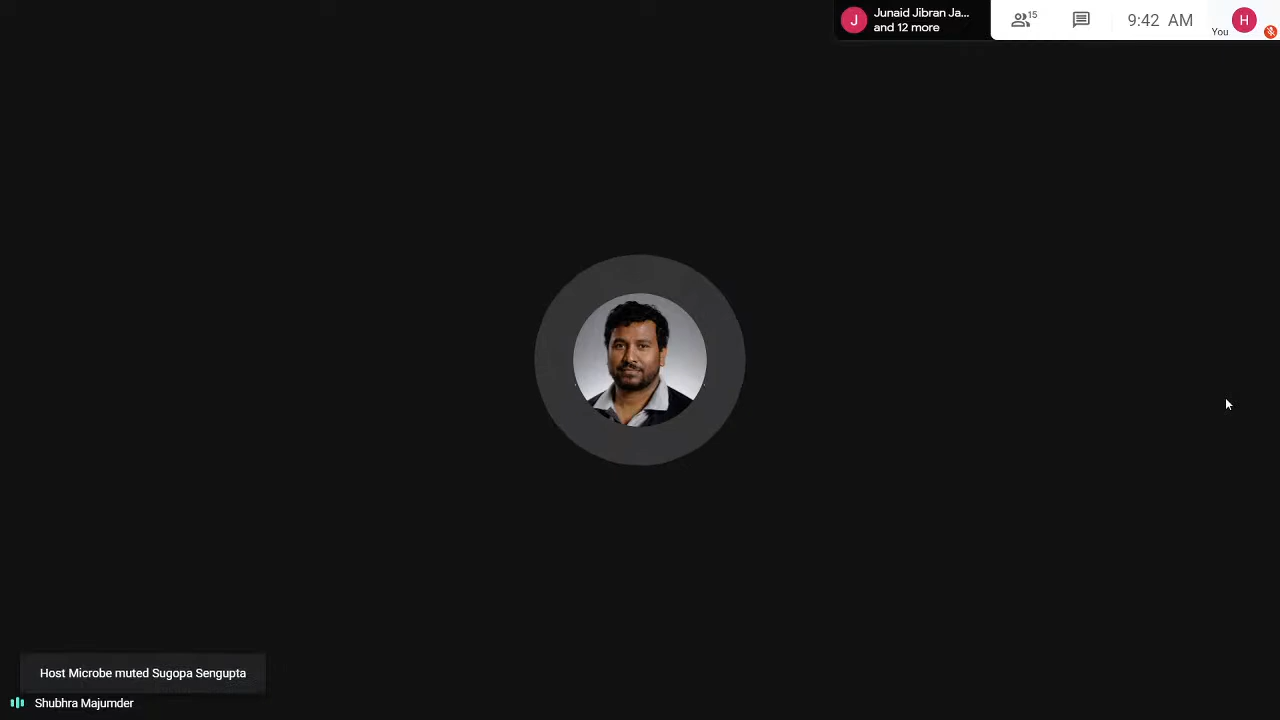 J
Junaid Jibran Ja...
and 12 more
15
9:42 AM
You
H
Host Microbe muted Sugopa Sengupta
Shubhra Majumder